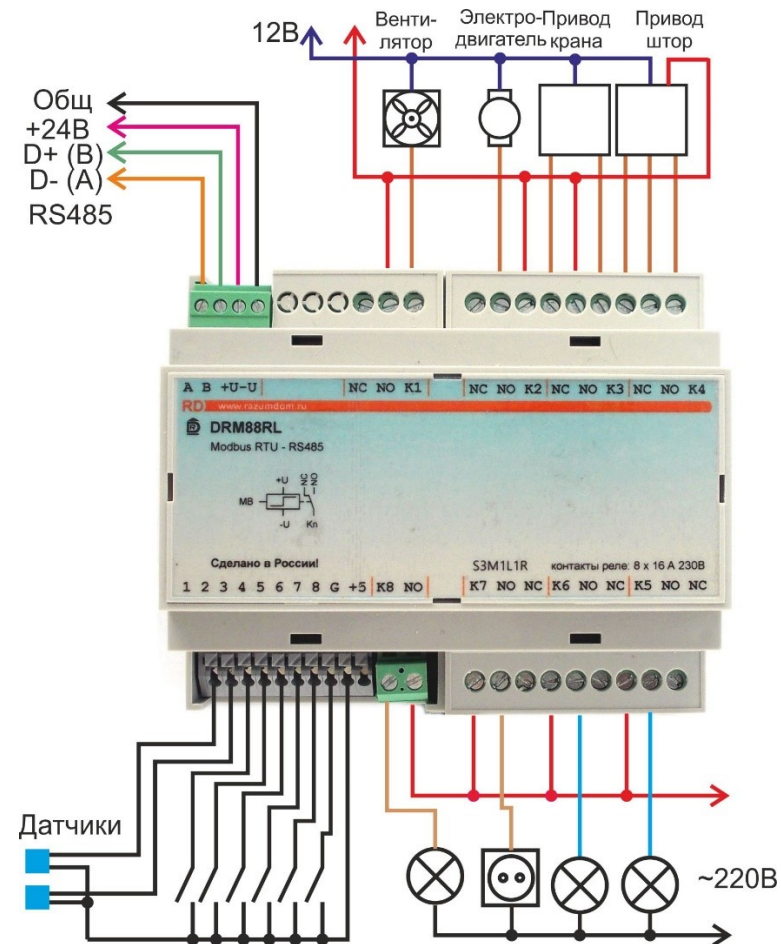 12В
Венти-
лятор
Электро-
двигатель
Привод
крана
Привод
штор
Общ
+24В
D+ (B)
D- (A)
RS485
A B +U-U NC NO K1 NC NO K2 NC NO K3 NC NO K4
RD www.razumdom.ru
DRM88RL
Modbus RTU - RS485
+U NC NO
МВ
-U Kn
Сделано в России!
S3M1L1R контакты реле: 8 x 16 А 230В
1 2 3 4 5 6 7 8 G +5 K8 NO K7 NO NC K6 NO NC K5 NO NC
Датчики
~220В